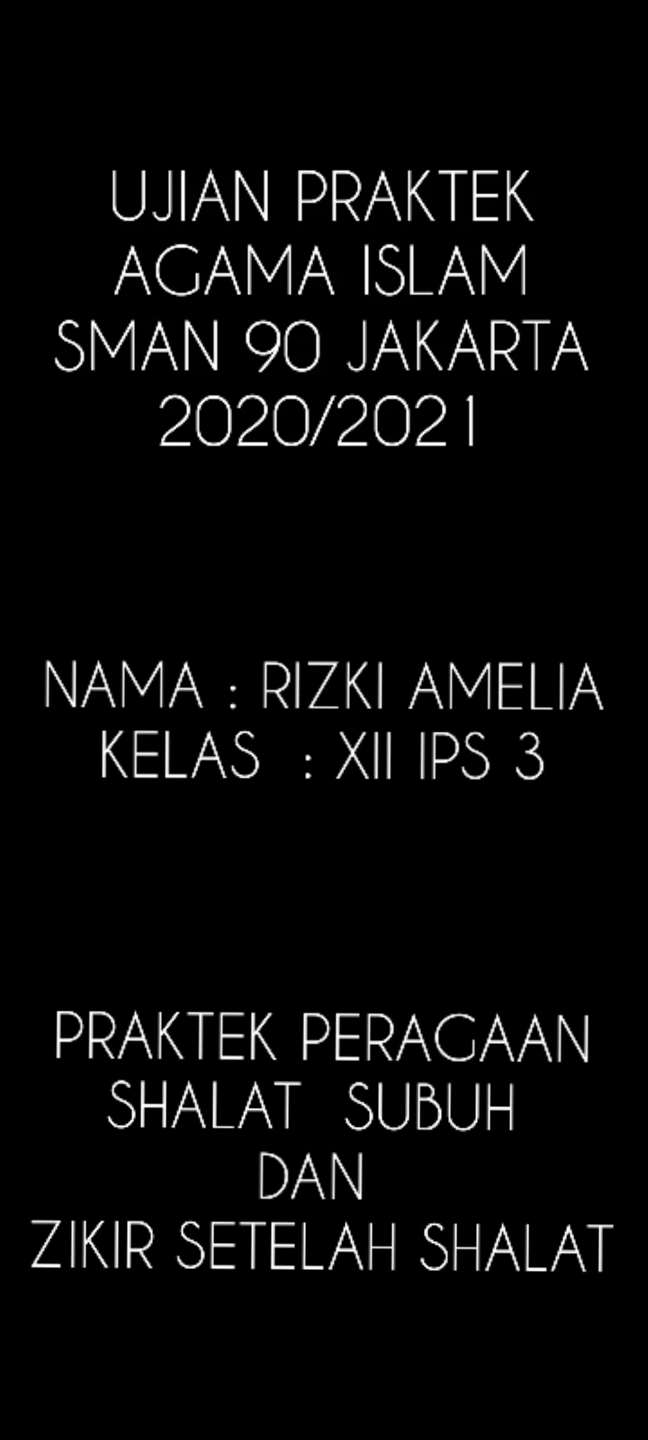 UJIAN PRAKTEK
AGAMA ISLAM
SMAN 90 JAKARTA
2020/2021
NAMA : RIZKI AMELIA
KELAS : XII IPS 3
PRAKTEK PERAGAAN
SHALAT SUBUH
DAN
ZIKIR SETELAH SHALAT